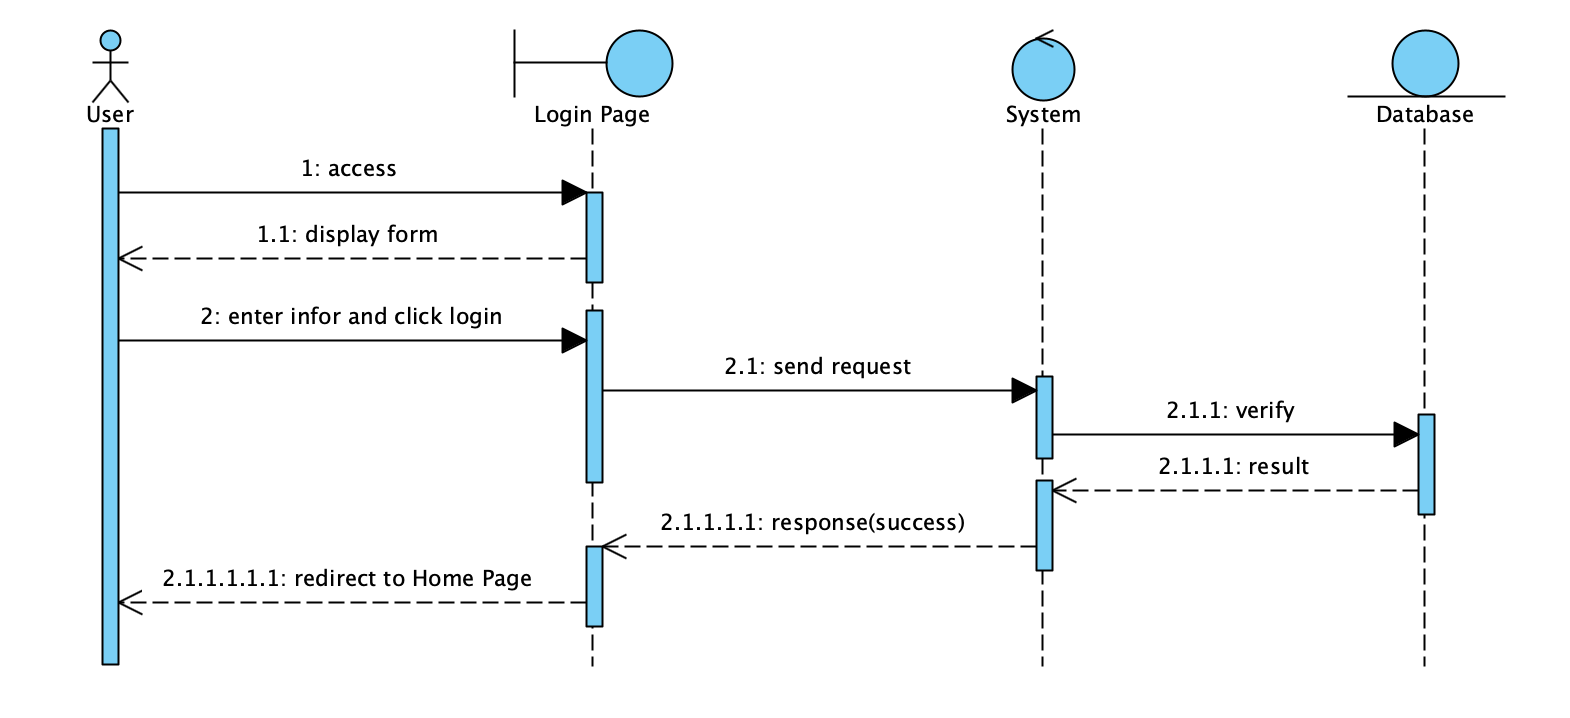 User
Login Page
System
Database
1: access
1.1: display form
2: enter infor and click login
2.1: send request
2.1.1: verify
2.1.1.1: result
2.1.1.1.1: response(success)
2.1.1.1.1.1: redirect to Home Page